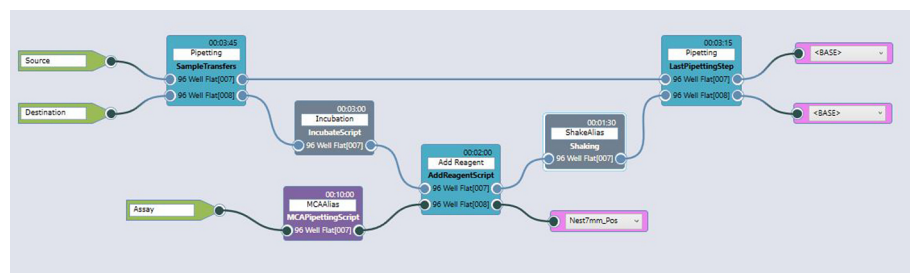 Source
Destination
Assay
00:03:45
Pipetting
SampleTransfers
96 Well Flat[007]
96 Well Flat[008]
00:03:00
Incubation
IncubateScript
96 Well Flat[007]
00:10:00
MCAAlias
MCAPipettingScript
96 Well Flat[007]
00:02:00
Add Reagent
AddReagentScript
96 Well Flat[007]
96 Well Flat[008]
00:01:30
ShakeAlias
Shaking
96 Well Flat[007]
00:03:15
Pipetting
LastPipettingStep
96 Well Flat[007]
96 Well Flat[008]
<BASE>
<BASE>
Nest7mm_Pos